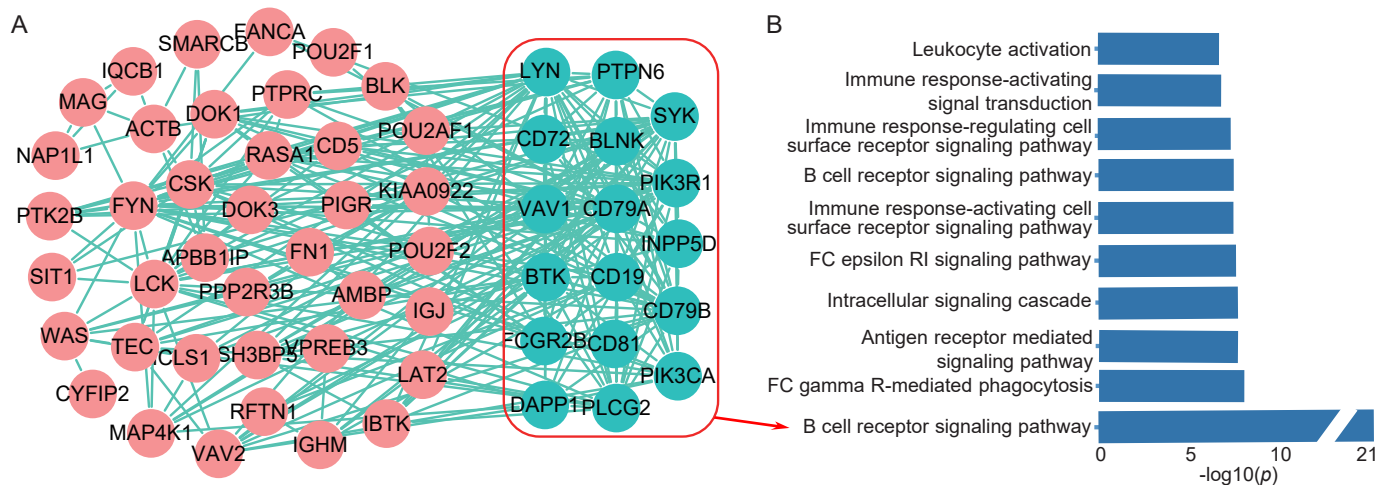 A
SMARCB
FANCA
POU2F1
IQCB1
MAG
NAP1L1
ACTB
DOK1
PTPRC
BLK
POU2AF1
RASA1
CD5
CSK
PTK2B
FYN
DOK3
PIGR
KIAA0922
SIT1
APBB1IP
FN1
POU2F2
LCK
PPP2R3B
AMBP
IGJ
WAS
TEC
HCLS1
SH3BP5
VPREB3
LAT2
CYFIP2
MAP4K1
RFTN1
IBTK
VAV2
IGHM
LYN
PTPN6
SYK
CD72
BLNK
PIK3R1
VAV1
CD79A
INPP5D
BTK
CD19
CD79B
FCGR2B
CD81
PIK3CA
DAPP1
PLCG2
B
Leukocyte activation
Immune response-activating
signal transduction
Immune response-regulating cell
surface receptor signaling pathway
B cell receptor signaling pathway
Immune response-activating cell
surface receptor signaling pathway
FC epsilon RI signaling pathway
Intracellular signaling cascade
Antigen receptor mediated
signaling pathway
FC gamma R-mediated phagocytosis
B cell receptor signaling pathway
0 5 10 21
-log10(p)